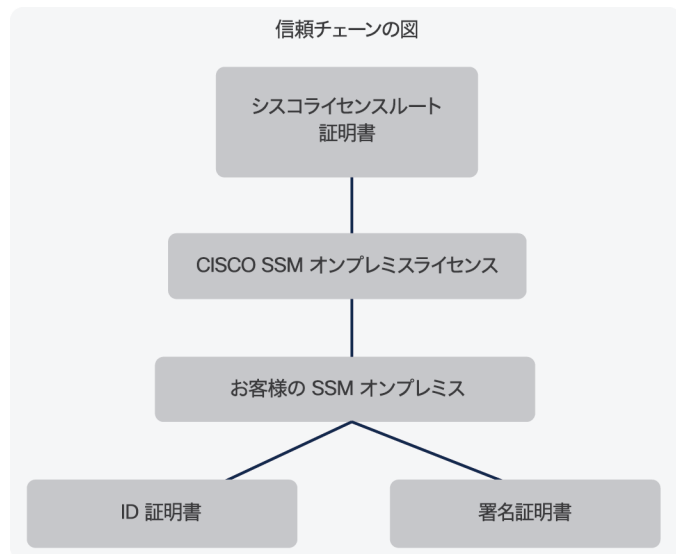 信頼チェーンの図
シスコライセンスルート
証明書
CISCO SSM オンプレミスライセンス
お客様の SSM オンプレミス
ID 証明書
署名証明書